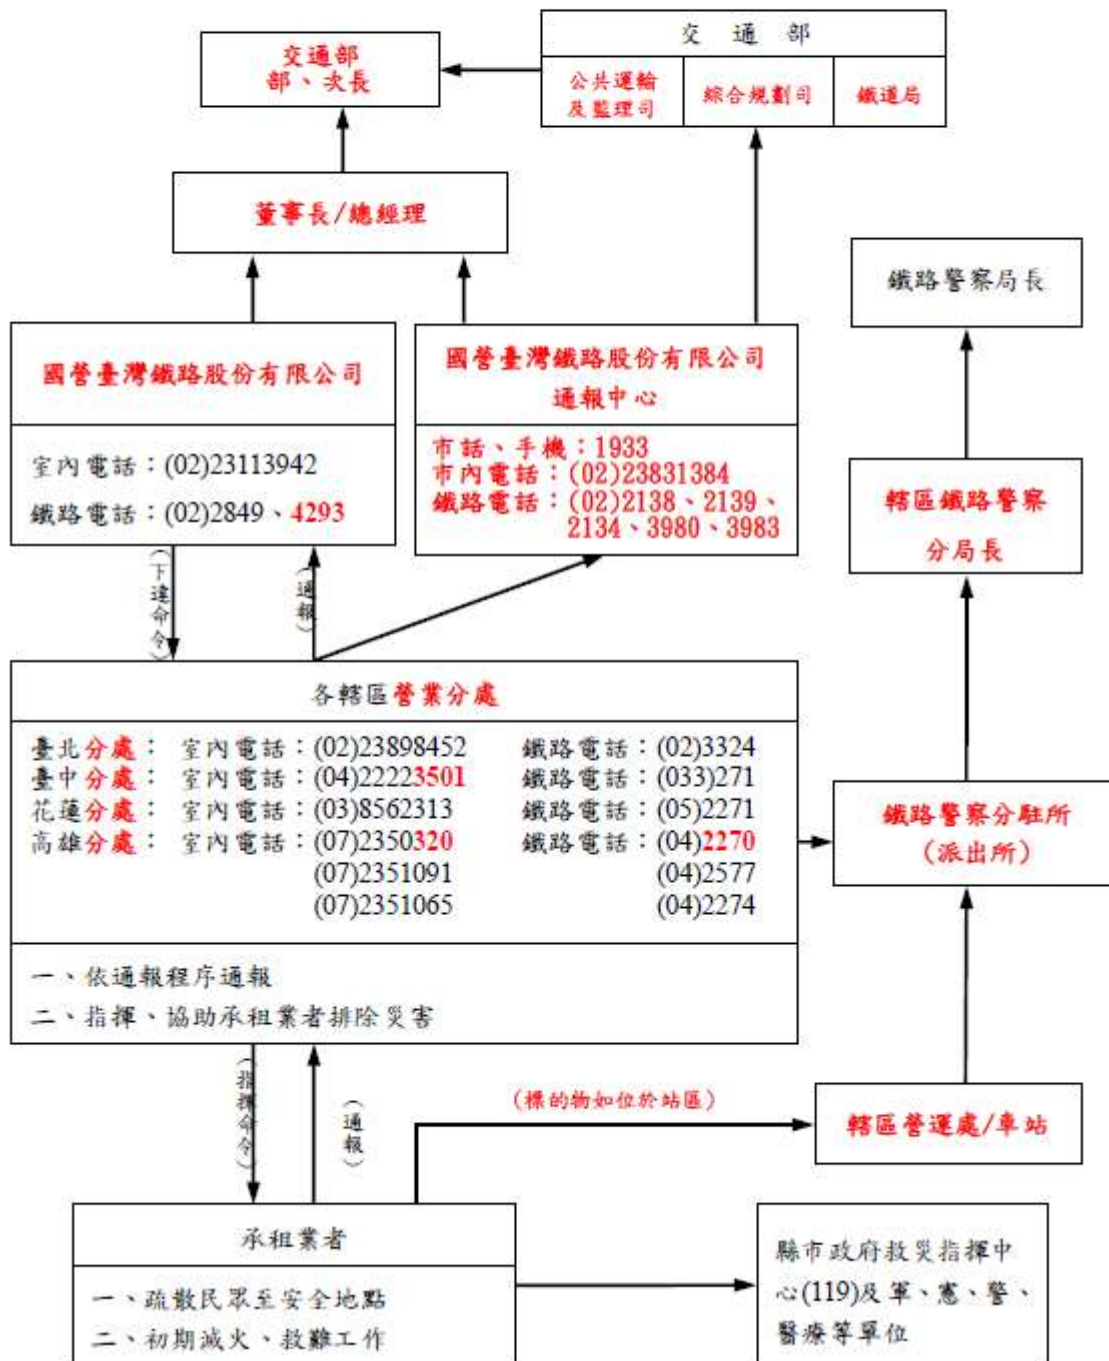 交通部
部、次長
交 通 部
公共運輸
及監理司
綜合規劃司
鐵道局
董事長/總經理
鐵路警察局長
國營臺灣鐵路股份有限公司
室內電話：(02)23113942
鐵路電話：(02)2849、4293
國營臺灣鐵路股份有限公司
通報中心
市話、手機：1933
市內電話：(02)23831384
鐵路電話：(02)2138、2139、
2134、3980、3983
轄區鐵路警察
分局長
(下達命令)
(通報)
各轄區營業分處
臺北分處： 室內電話：(02)23898452 鐵路電話：(02)3324
臺中分處： 室內電話：(04)22223501 鐵路電話：(033)271
花蓮分處： 室內電話：(03)8562313 鐵路電話：(05)2271
高雄分處： 室內電話：(07)2350320 鐵路電話：(04)2270
(07)2351091 (04)2577
(07)2351065 (04)2274
一、依通報程序通報
二、指揮、協助承租業者排除災害
鐵路警察分駐所
(派出所)
(指揮命令)
(通報)
(標的物如位於站區)
轄區營運處/車站
承租業者
一、疏散民眾至安全地點
二、初期滅火、救難工作
縣市政府救災指揮中
心(119)及軍、憲、警、
醫療等單位